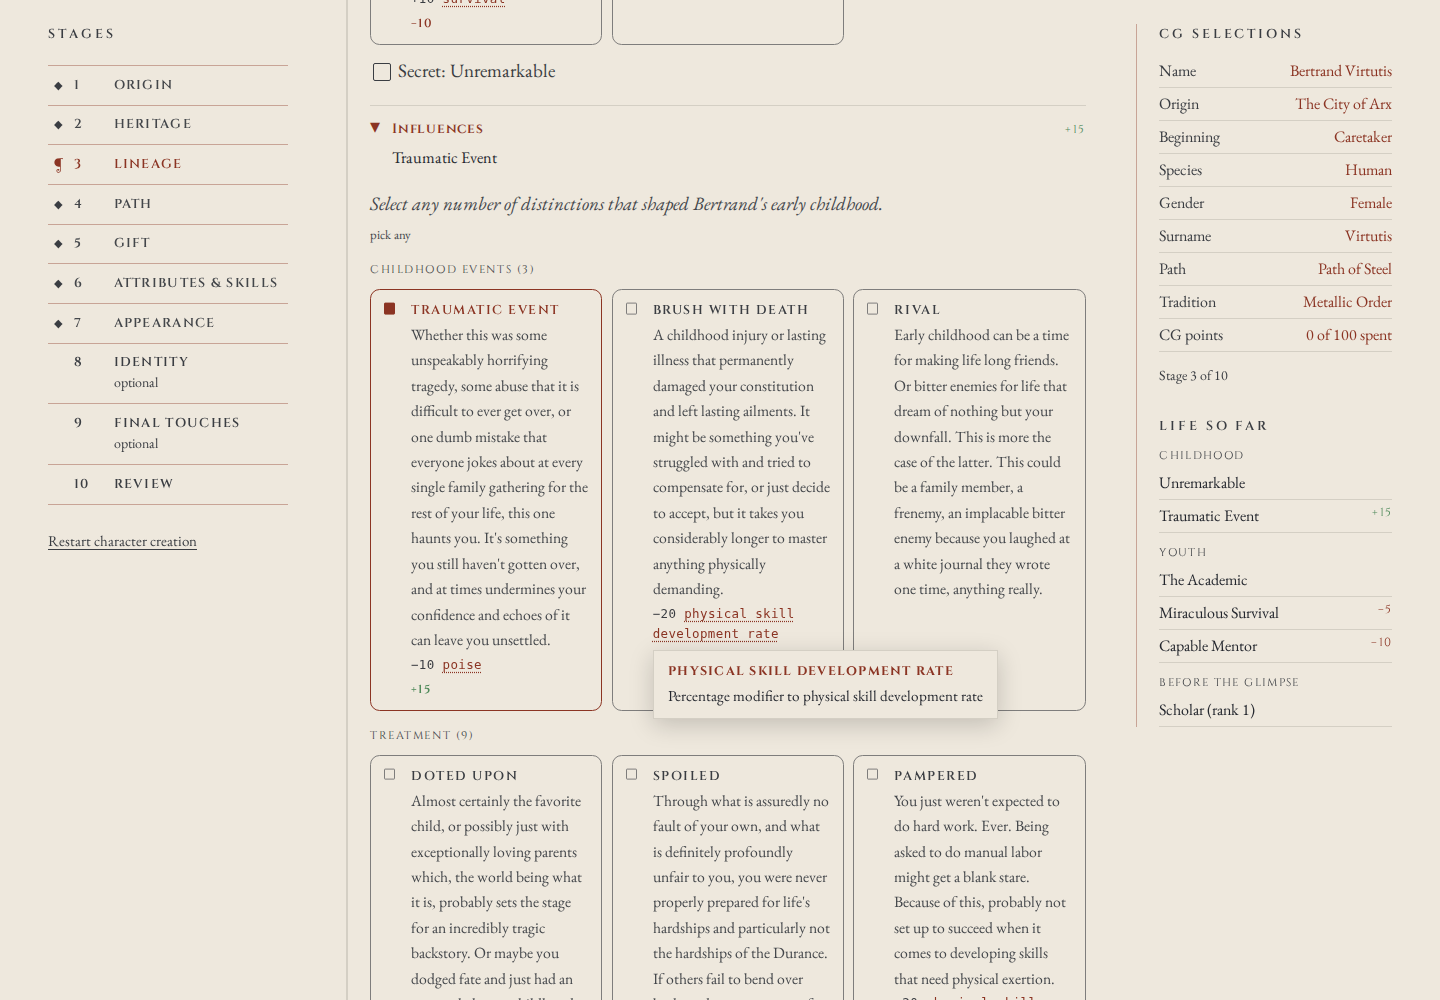 STAGES
◆ 1 ORIGIN
◆ 2 HERITAGE
¶ 3 LINEAGE
◆ 4 PATH
◆ 5 GIFT
◆ 6 ATTRIBUTES & SKILLS
◆ 7 APPEARANCE
8 IDENTITY
optional
9 FINAL TOUCHES
optional
10 REVIEW
Restart character creation
survival
−10
Secret: Unremarkable
▼ INFLUENCES +15
Traumatic Event
Select any number of distinctions that shaped Bertrand's early childhood.
pick any
CHILDHOOD EVENTS (3)
TRAUMATIC EVENT
Whether this was some
unspeakably horrifying
tragedy, some abuse that it is
difficult to ever get over, or
one dumb mistake that
everyone jokes about at every
single family gathering for the
rest of your life, this one
haunts you. It's something
you still haven't gotten over,
and at times undermines your
confidence and echoes of it
can leave you unsettled.
−10 poise
+15
BRUSH WITH DEATH
A childhood injury or lasting
illness that permanently
damaged your constitution
and left lasting ailments. It
might be something you've
struggled with and tried to
compensate for, or just decide
to accept, but it takes you
considerably longer to master
anything physically
demanding.
−20 physical skill
development rate
RIVAL
Early childhood can be a time
for making life long friends.
Or bitter enemies for life that
dream of nothing but your
downfall. This is more the
case of the latter. This could
be a family member, a
frenemy, an implacable bitter
enemy because you laughed at
a white journal they wrote
one time, anything really.
PHYSICAL SKILL DEVELOPMENT RATE
Percentage modifier to physical skill development rate
TREATMENT (9)
DOTED UPON
Almost certainly the favorite
child, or possibly just with
exceptionally loving parents
which, the world being what
it is, probably sets the stage
for an incredibly tragic
backstory. Or maybe you
dodged fate and just had an
SPOILED
Through what is assuredly no
fault of your own, and what
is definitely profoundly
unfair to you, you were never
properly prepared for life's
hardships and particularly not
the hardships of the Durance.
If others fail to bend over
PAMPERED
You just weren't expected to
do hard work. Ever. Being
asked to do manual labor
might get a blank stare.
Because of this, probably not
set up to succeed when it
comes to developing skills
that need physical exertion.
CG SELECTIONS
Name Bertrand Virtutis
Origin The City of Arx
Beginning Caretaker
Species Human
Gender Female
Surname Virtutis
Path Path of Steel
Tradition Metallic Order
CG points 0 of 100 spent
Stage 3 of 10
LIFE SO FAR
CHILDHOOD
Unremarkable
Traumatic Event +15
YOUTH
The Academic
Miraculous Survival −5
Capable Mentor −10
BEFORE THE GLIMPSE
Scholar (rank 1)